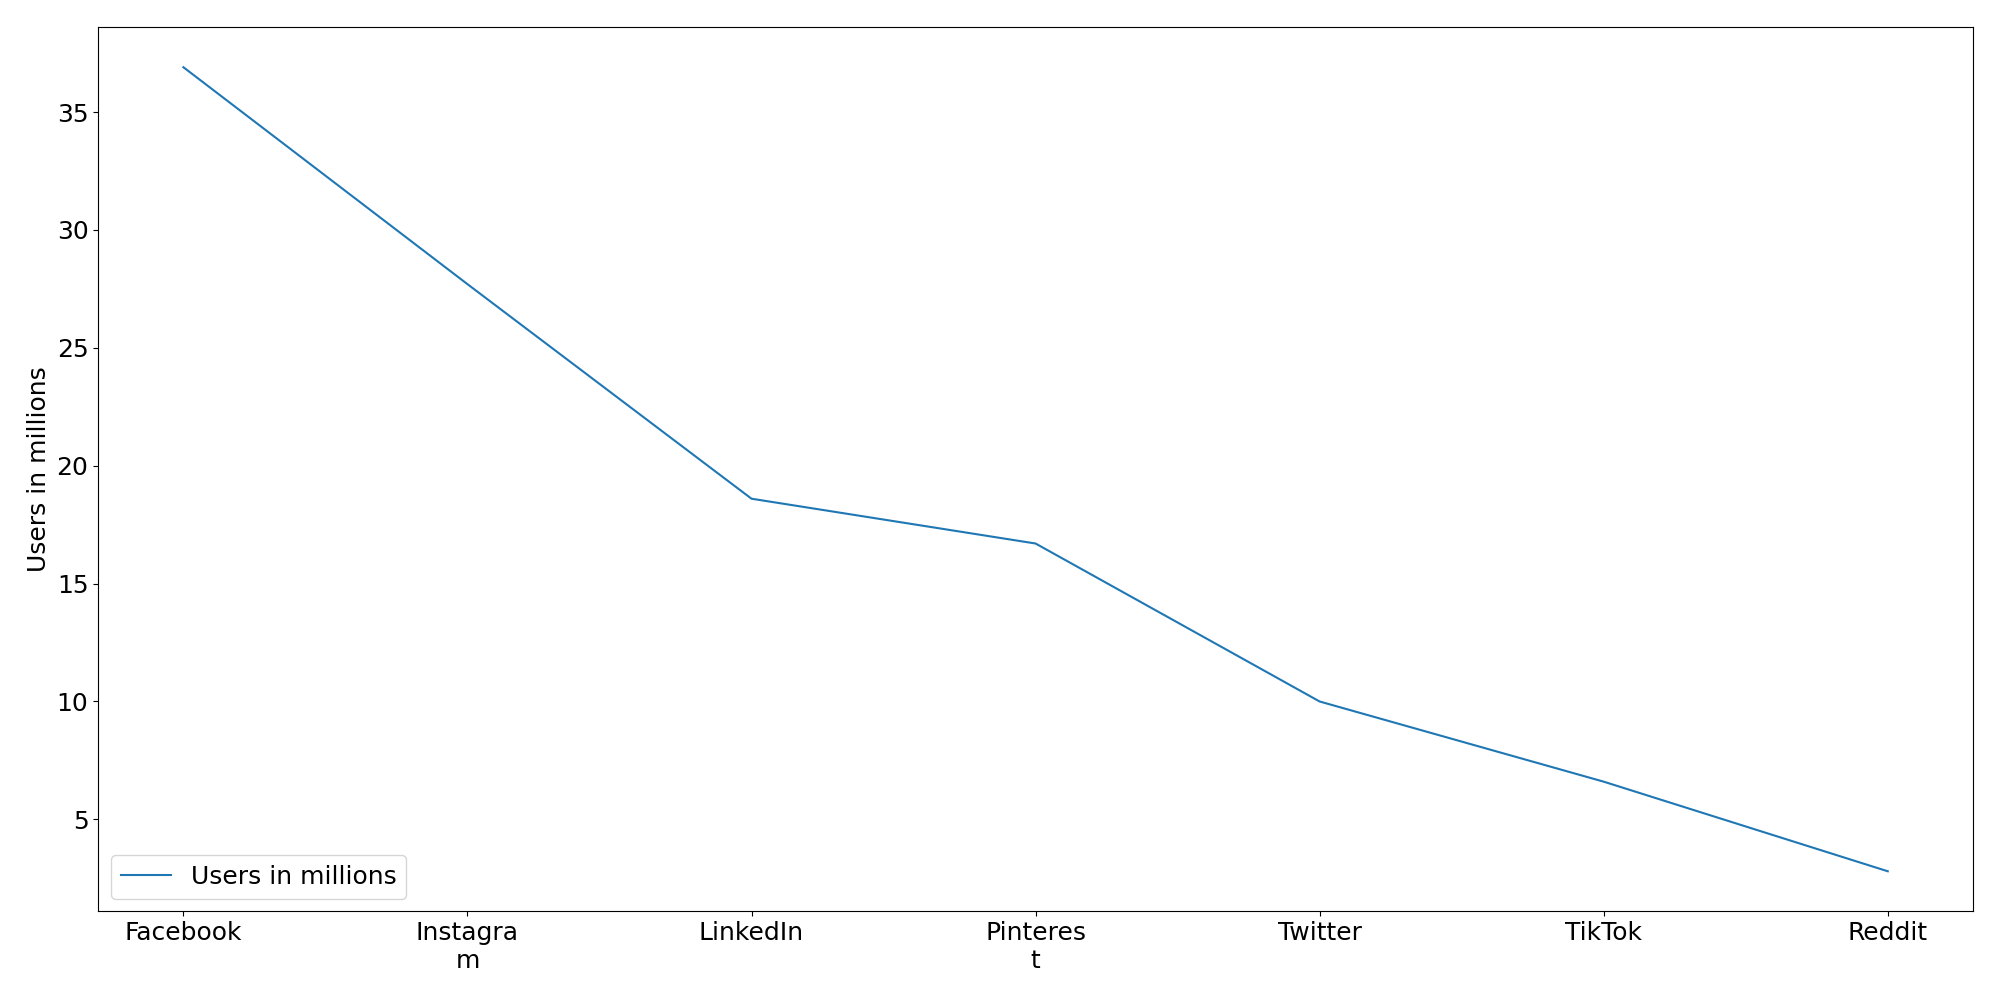 Users in millions
35
30
25
20
15
10
5
Users in millions
Facebook
Instagra
m
LinkedIn
Pinteres
t
Twitter
TikTok
Reddit